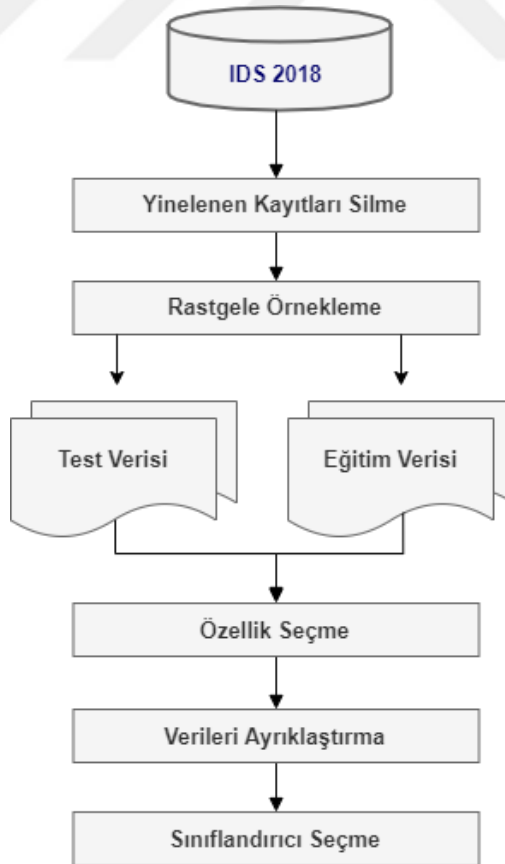 IDS 2018
Yinelenen Kayıtları Silme
Rastgele Örnekleme
Test Verisi
Eğitim Verisi
Özellik Seçme
Verileri Ayrıklaştırma
Sınıflandırıcı Seçme